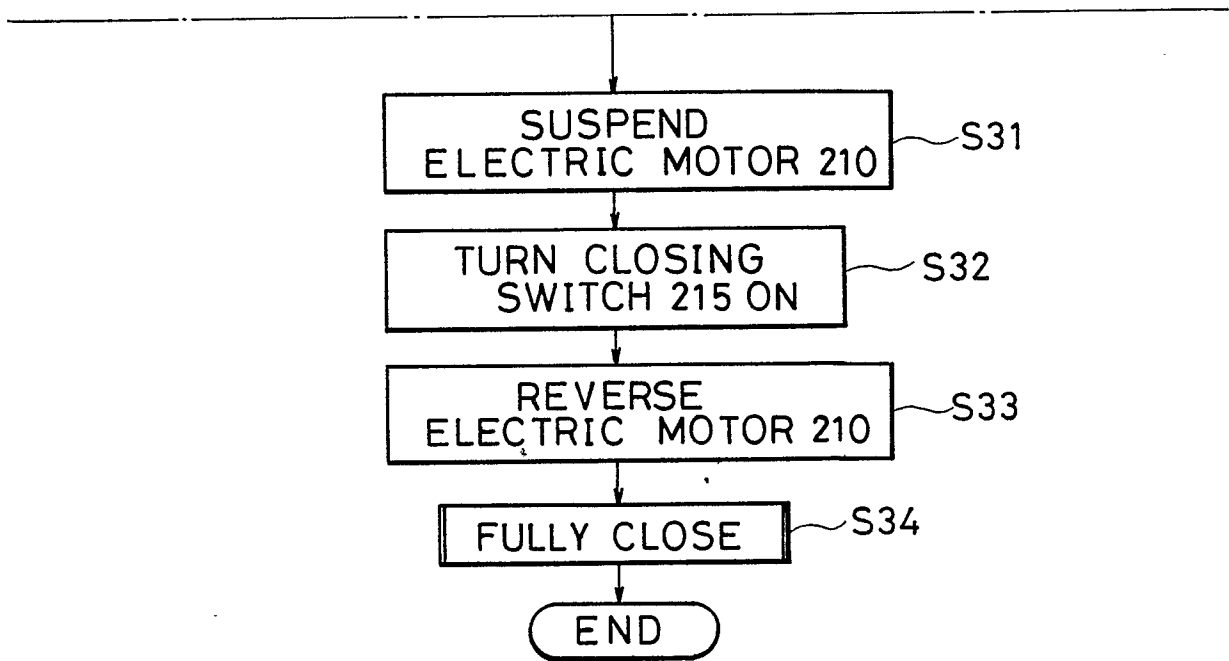 SUSPEND
ELECTRIC MOTOR 210
S31
TURN CLOSING
SWITCH 215 ON
S32
REVERSE
ELECTRIC MOTOR 210
S33
FULLY CLOSE
S34
END